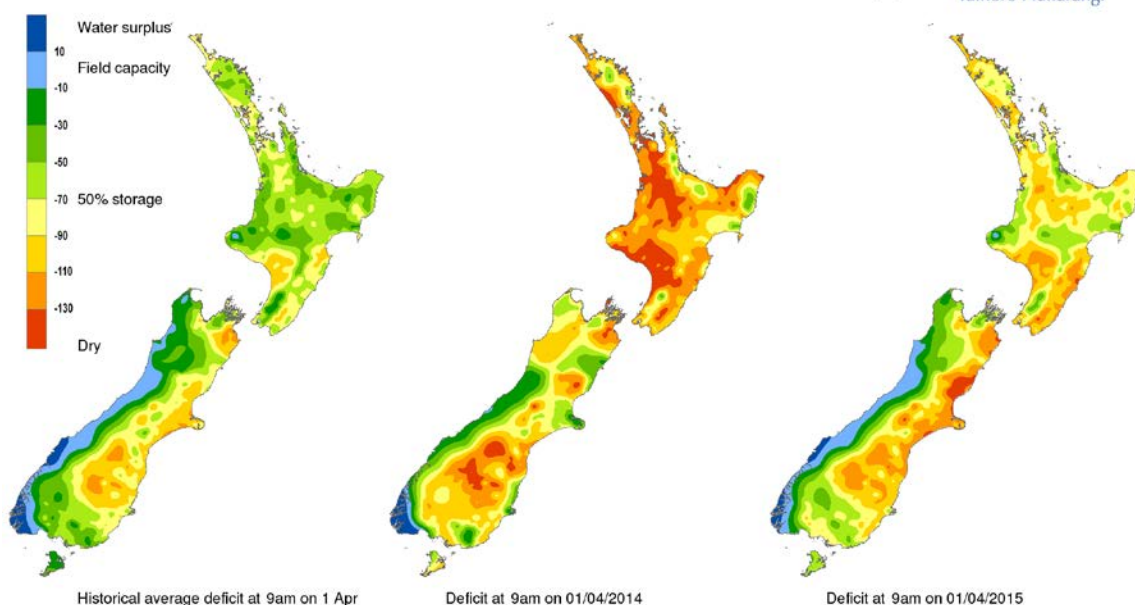 Water surplus
10
Field capacity
-10
-30
-50
50% storage
-70
-90
-110
-130
Dry
Historical average deficit at 9am on 1 Apr
Deficit at 9am on 01/04/2014
Deficit at 9am on 01/04/2015